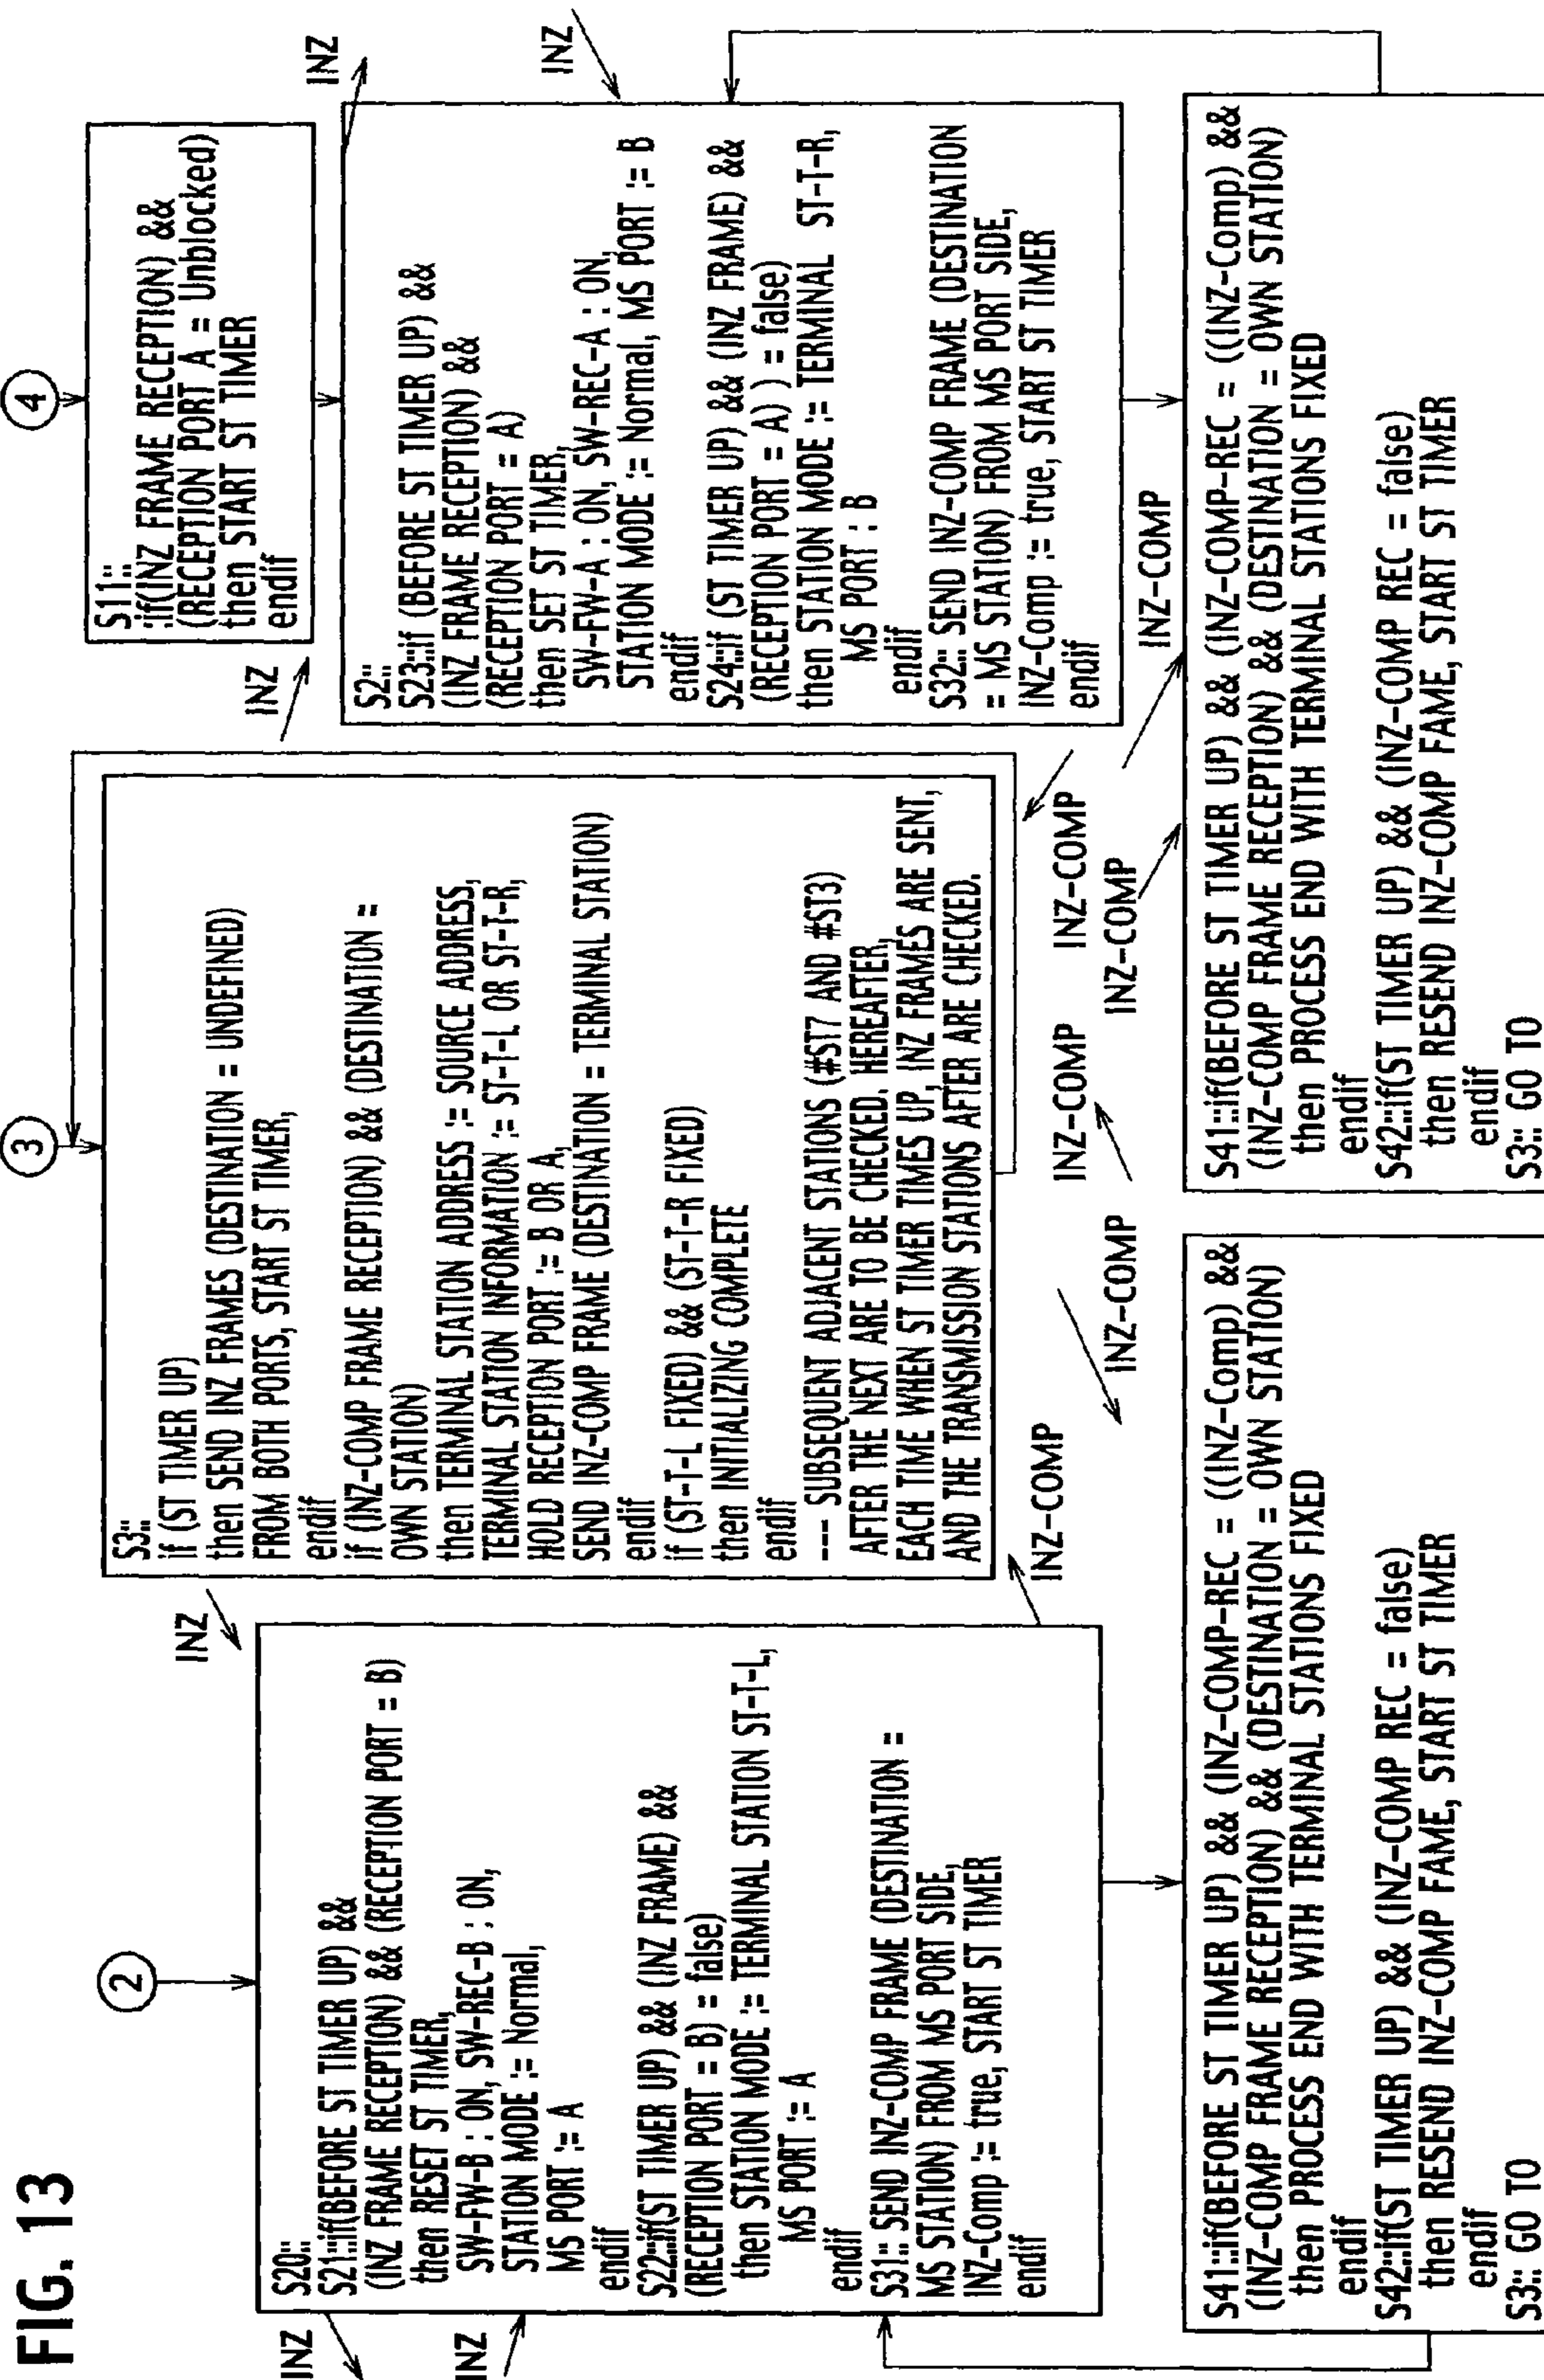 FIG. 13
2
INZ
INZ
S20::
S21::if(BEFORE ST TIMER UP) &&
(INZ FRAME RECEPTION) && (RECEPTION PORT = B)
then RESET ST TIMER,
SW-FW-B : ON, SW-REC-B : ON,
STATION MODE := Normal,
MS PORT := A
endif
S22::if(ST TIMER UP) && (INZ FRAME) &&
(RECEPTION PORT = B) = false)
then STATION MODE := TERMINAL STATION ST-T-L,
MS PORT := A
endif
S31:: SEND INZ-COMP FRAME (DESTINATION =
MS STATION) FROM MS PORT SIDE,
INZ-Comp := true, START ST TIMER
endif
S41::if(BEFORE ST TIMER UP) && (INZ-COMP-REC = ((INZ-Comp) &&
(INZ-COMP FRAME RECEPTION) && (DESTINATION = OWN STATION)
then PROCESS END WITH TERMINAL STATIONS FIXED
endif
S42::if(ST TIMER UP) && (INZ-COMP REC = false)
then RESEND INZ-COMP FAME, START ST TIMER
endif
S3:: GO TO
INZ
INZ-COMP
INZ-COMP
3
S3::
if (ST TIMER UP)
then SEND INZ FRAMES (DESTINATION = UNDEFINED)
FROM BOTH PORTS, START ST TIMER,
endif
if (INZ-COMP FRAME RECEPTION) && (DESTINATION =
OWN STATION)
then TERMINAL STATION ADDRESS := SOURCE ADDRESS,
TERMINAL STATION INFORMATION := ST-T-L OR ST-T-R,
HOLD RECEPTION PORT := B OR A,
SEND INZ-COMP FRAME (DESTINATION = TERMINAL STATION)
endif
if (ST-T-L FIXED) && (ST-T-R FIXED)
then INITIALIZING COMPLETE
endif
--- SUBSEQUENT ADJACENT STATIONS (#ST7 AND #ST3)
AFTER THE NEXT ARE TO BE CHECKED. HEREAFTER,
EACH TIME WHEN ST TIMER TIMES UP, INZ FRAMES ARE SENT,
AND THE TRANSMISSION STATIONS AFTER ARE CHECKED.
INZ-COMP
INZ-COMP
INZ-COMP
INZ-COMP
INZ
4
S11::
if(INZ FRAME RECEPTION) &&
(RECEPTION PORT A = Unblocked)
then START ST TIMER
endif
INZ
INZ
S2::
S23::if (BEFORE ST TIMER UP) &&
(INZ FRAME RECEPTION) &&
(RECEPTION PORT = A)
then SET ST TIMER,
SW-FW-A : ON, SW-REC-A : ON,
STATION MODE := Normal, MS PORT := B
endif
S24::if (ST TIMER UP) && (INZ FRAME) &&
(RECEPTION PORT = A) ) = false)
then STATION MODE := TERMINAL ST-T-R,
MS PORT : B
endif
S32:: SEND INZ-COMP FRAME (DESTINATION
= MS STATION) FROM MS PORT SIDE,
INZ-Comp := true, START ST TIMER
endif
S41::if(BEFORE ST TIMER UP) && (INZ-COMP-REC = ((INZ-Comp) &&
(INZ-COMP FRAME RECEPTION) && (DESTINATION = OWN STATION)
then PROCESS END WITH TERMINAL STATIONS FIXED
endif
S42::if(ST TIMER UP) && (INZ-COMP REC = false)
then RESEND INZ-COMP FAME, START ST TIMER
endif
S3:: GO TO